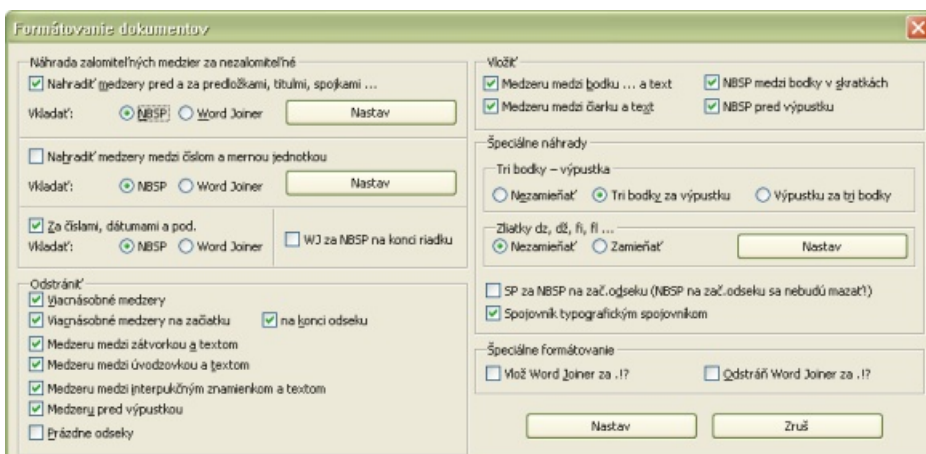 Formátovanie dokumentov
Náhrada zalomiteľných medzier za nezalomiteľné
Nahradiť medzery pred a za predložkami, titulmi, spojkami ...
Vkladať: NBSP Word Joiner Nastav
Nahradiť medzery medzi číslom a mernou jednotkou
Vkladať: NBSP Word Joiner Nastav
Za číslami, dátumami a pod.
Vkladať: NBSP Word Joiner
WJ za NBSP na konci riadku
Odstrániť
Viacnásobné medzery
Viacnásobné medzery na začiatku na konci odseku
Medzeru medzi zátvorkou a textom
Medzeru medzi úvodzovkou a textom
Medzeru medzi interpukčným znamienkom a textom
Medzery pred výpustkou
Prázdne odseky
Vložiť
Medzeru medzi bodku ... a text NBSP medzi bodky v skratkách
Medzeru medzi čiarku a text NBSP pred výpustku
Špeciálne náhrady
Tri bodky – výpustka
Nezamieňať Tri bodky za výpustku Výpustku za tri bodky
Zliatky dz, dž, fi, fl ...
Nezamieňať Zamieňať Nastav
SP za NBSP na zač.odseku (NBSP na zač.odseku sa nebudú mazať!)
Spojovník typografickým spojovníkom
Špeciálne formátovanie
Vlož Word Joiner za .!? Odstráň Word Joiner za .!?
Nastav Zruš